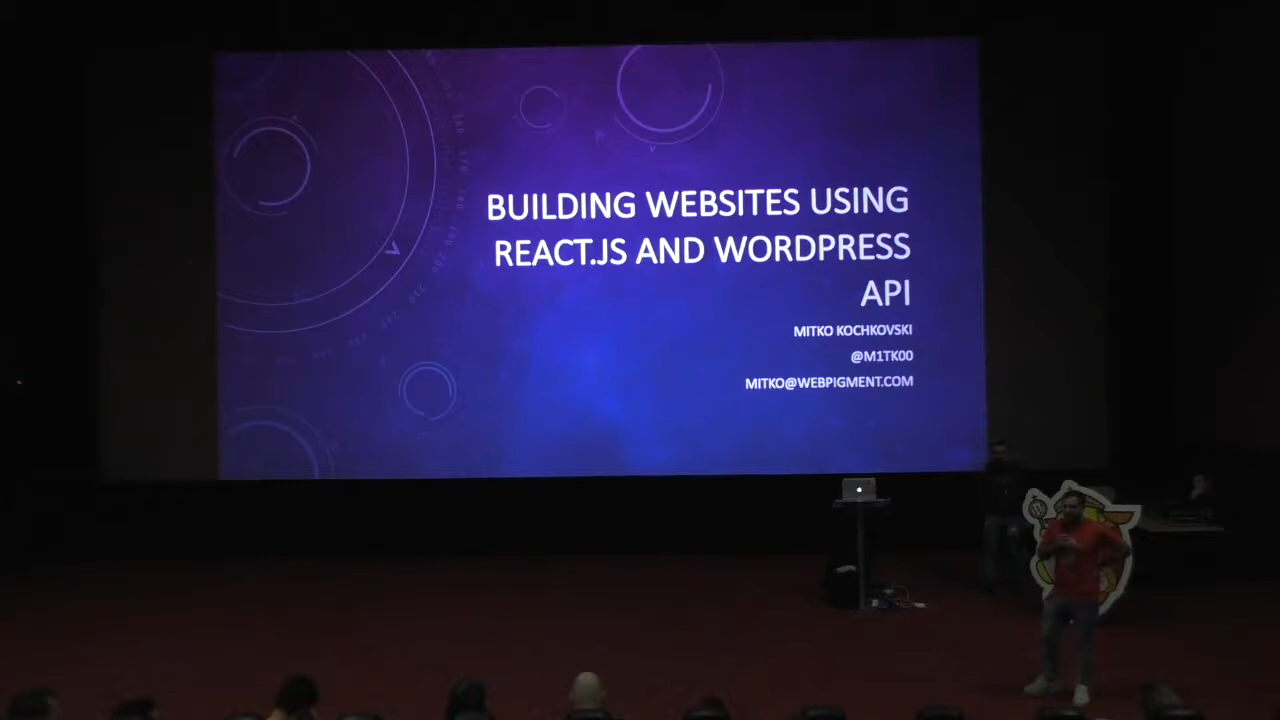 BUILDING WEBSITES USING
REACT.JS AND WORDPRESS
API
MITKO KOCHKOVSKI
@M1TK00
MITKO@WEBPIGMENT.COM